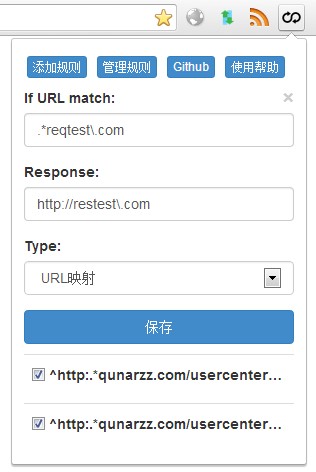 添加规则 管理规则 Github 使用帮助
If URL match: ×
.*reqtest\.com
Response:
http://restest\.com
Type:
URL映射
保存
^http:.*qunarzz.com/usercenter...
^http:.*qunarzz.com/usercenter...